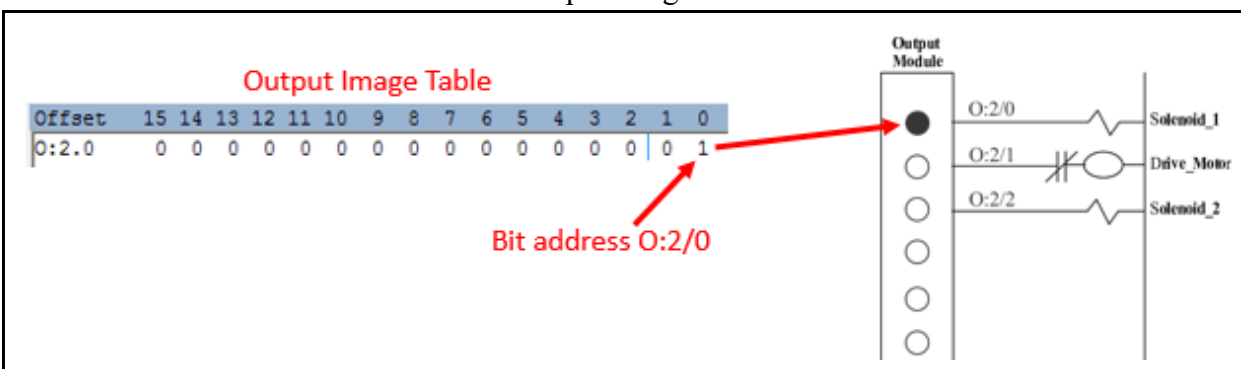 Output Image Table
Offset 15 14 13 12 11 10 9 8 7 6 5 4 3 2 1 0
O:2.0 0 0 0 0 0 0 0 0 0 0 0 0 0 0 0 1
Bit address O:2/0
Output
Module
O:2/0 Solenoid_1
O:2/1 Drive_Motor
O:2/2 Solenoid_2